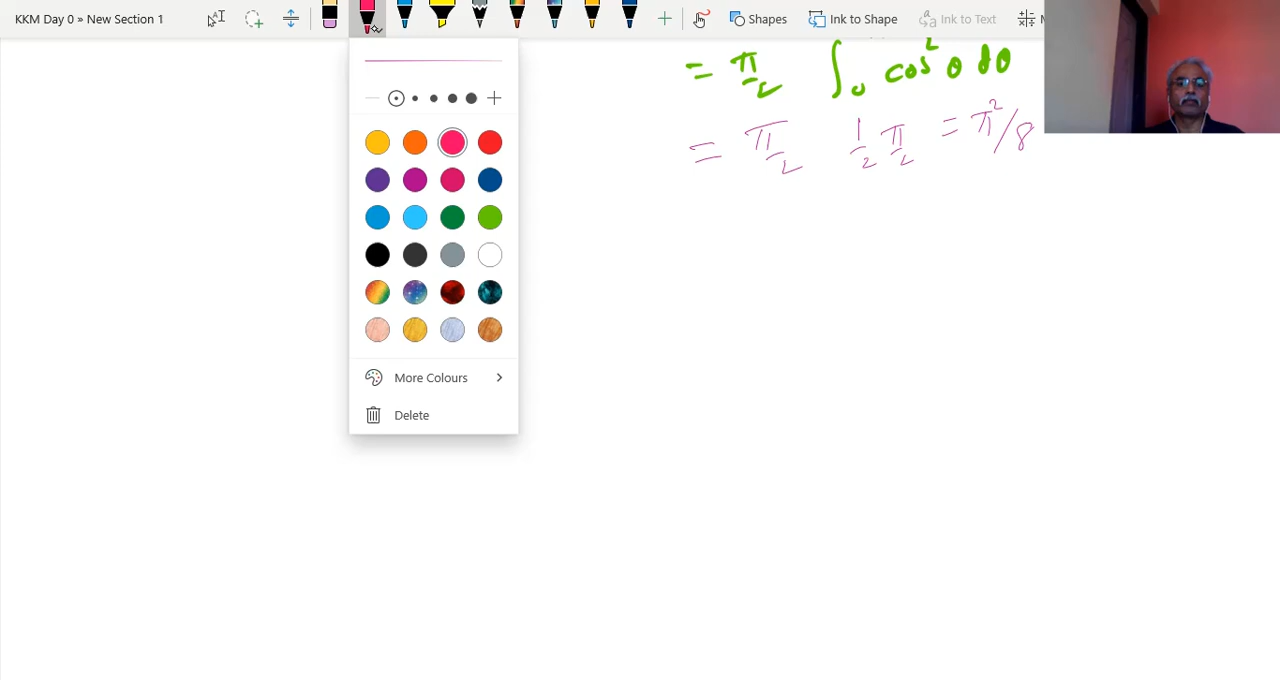 KKM Day 0 » New Section 1
Shapes
Ink to Shape
Ink to Text
= π/2 ∫₀ cos² θ dθ
= π/2 1/2 π/2 = π²/8
More Colours
Delete